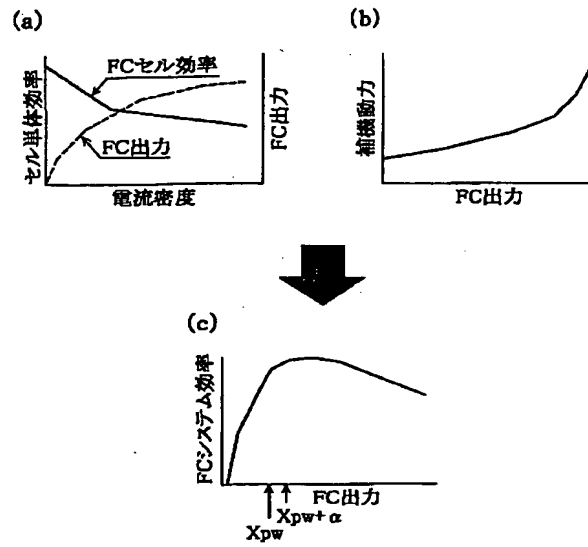 (a)
セル単体効率
FCセル効率
FC出力
FC出力
電流密度
(b)
補機動力
FC出力
(c)
FCシステム効率
FC出力
Xpw+α
Xpw